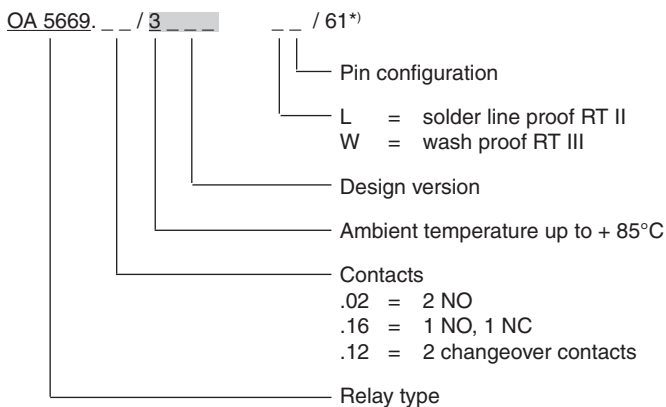 OA 5669. _ _ / 3 _ _ _ _ _ / 61*)
Pin configuration
L = solder line proof RT II
W = wash proof RT III
Design version
Ambient temperature up to + 85°C
Contacts
.02 = 2 NO
.16 = 1 NO, 1 NC
.12 = 2 changeover contacts
Relay type